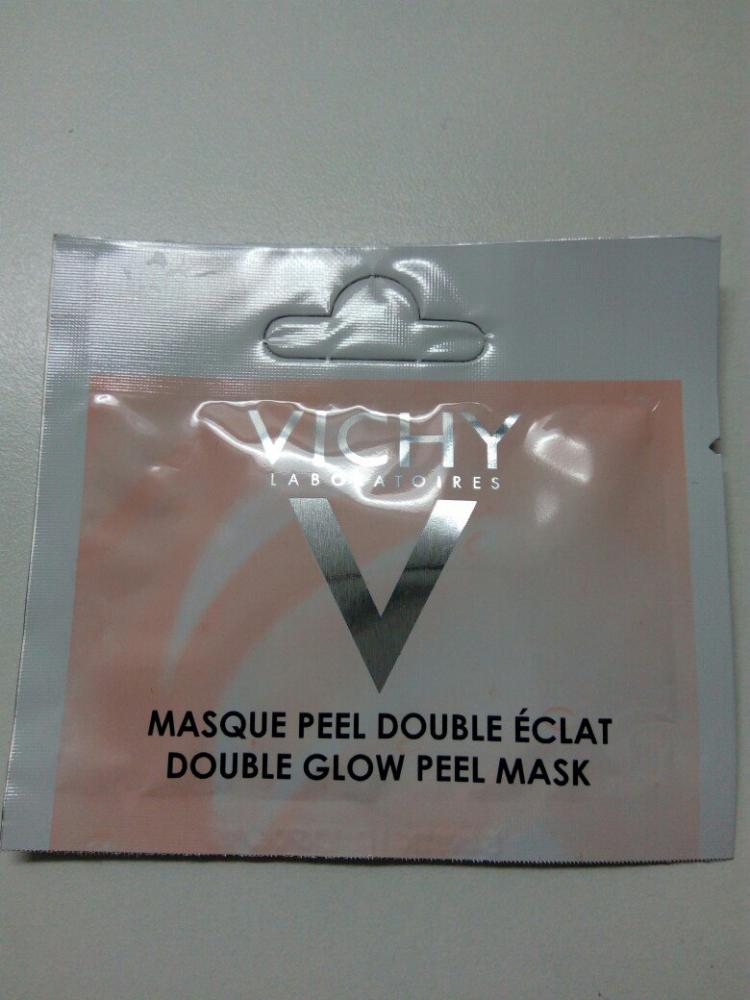 VICHY
LABORATOIRES
V
MASQUE PEEL DOUBLE ÉCLAT
DOUBLE GLOW PEEL MASK